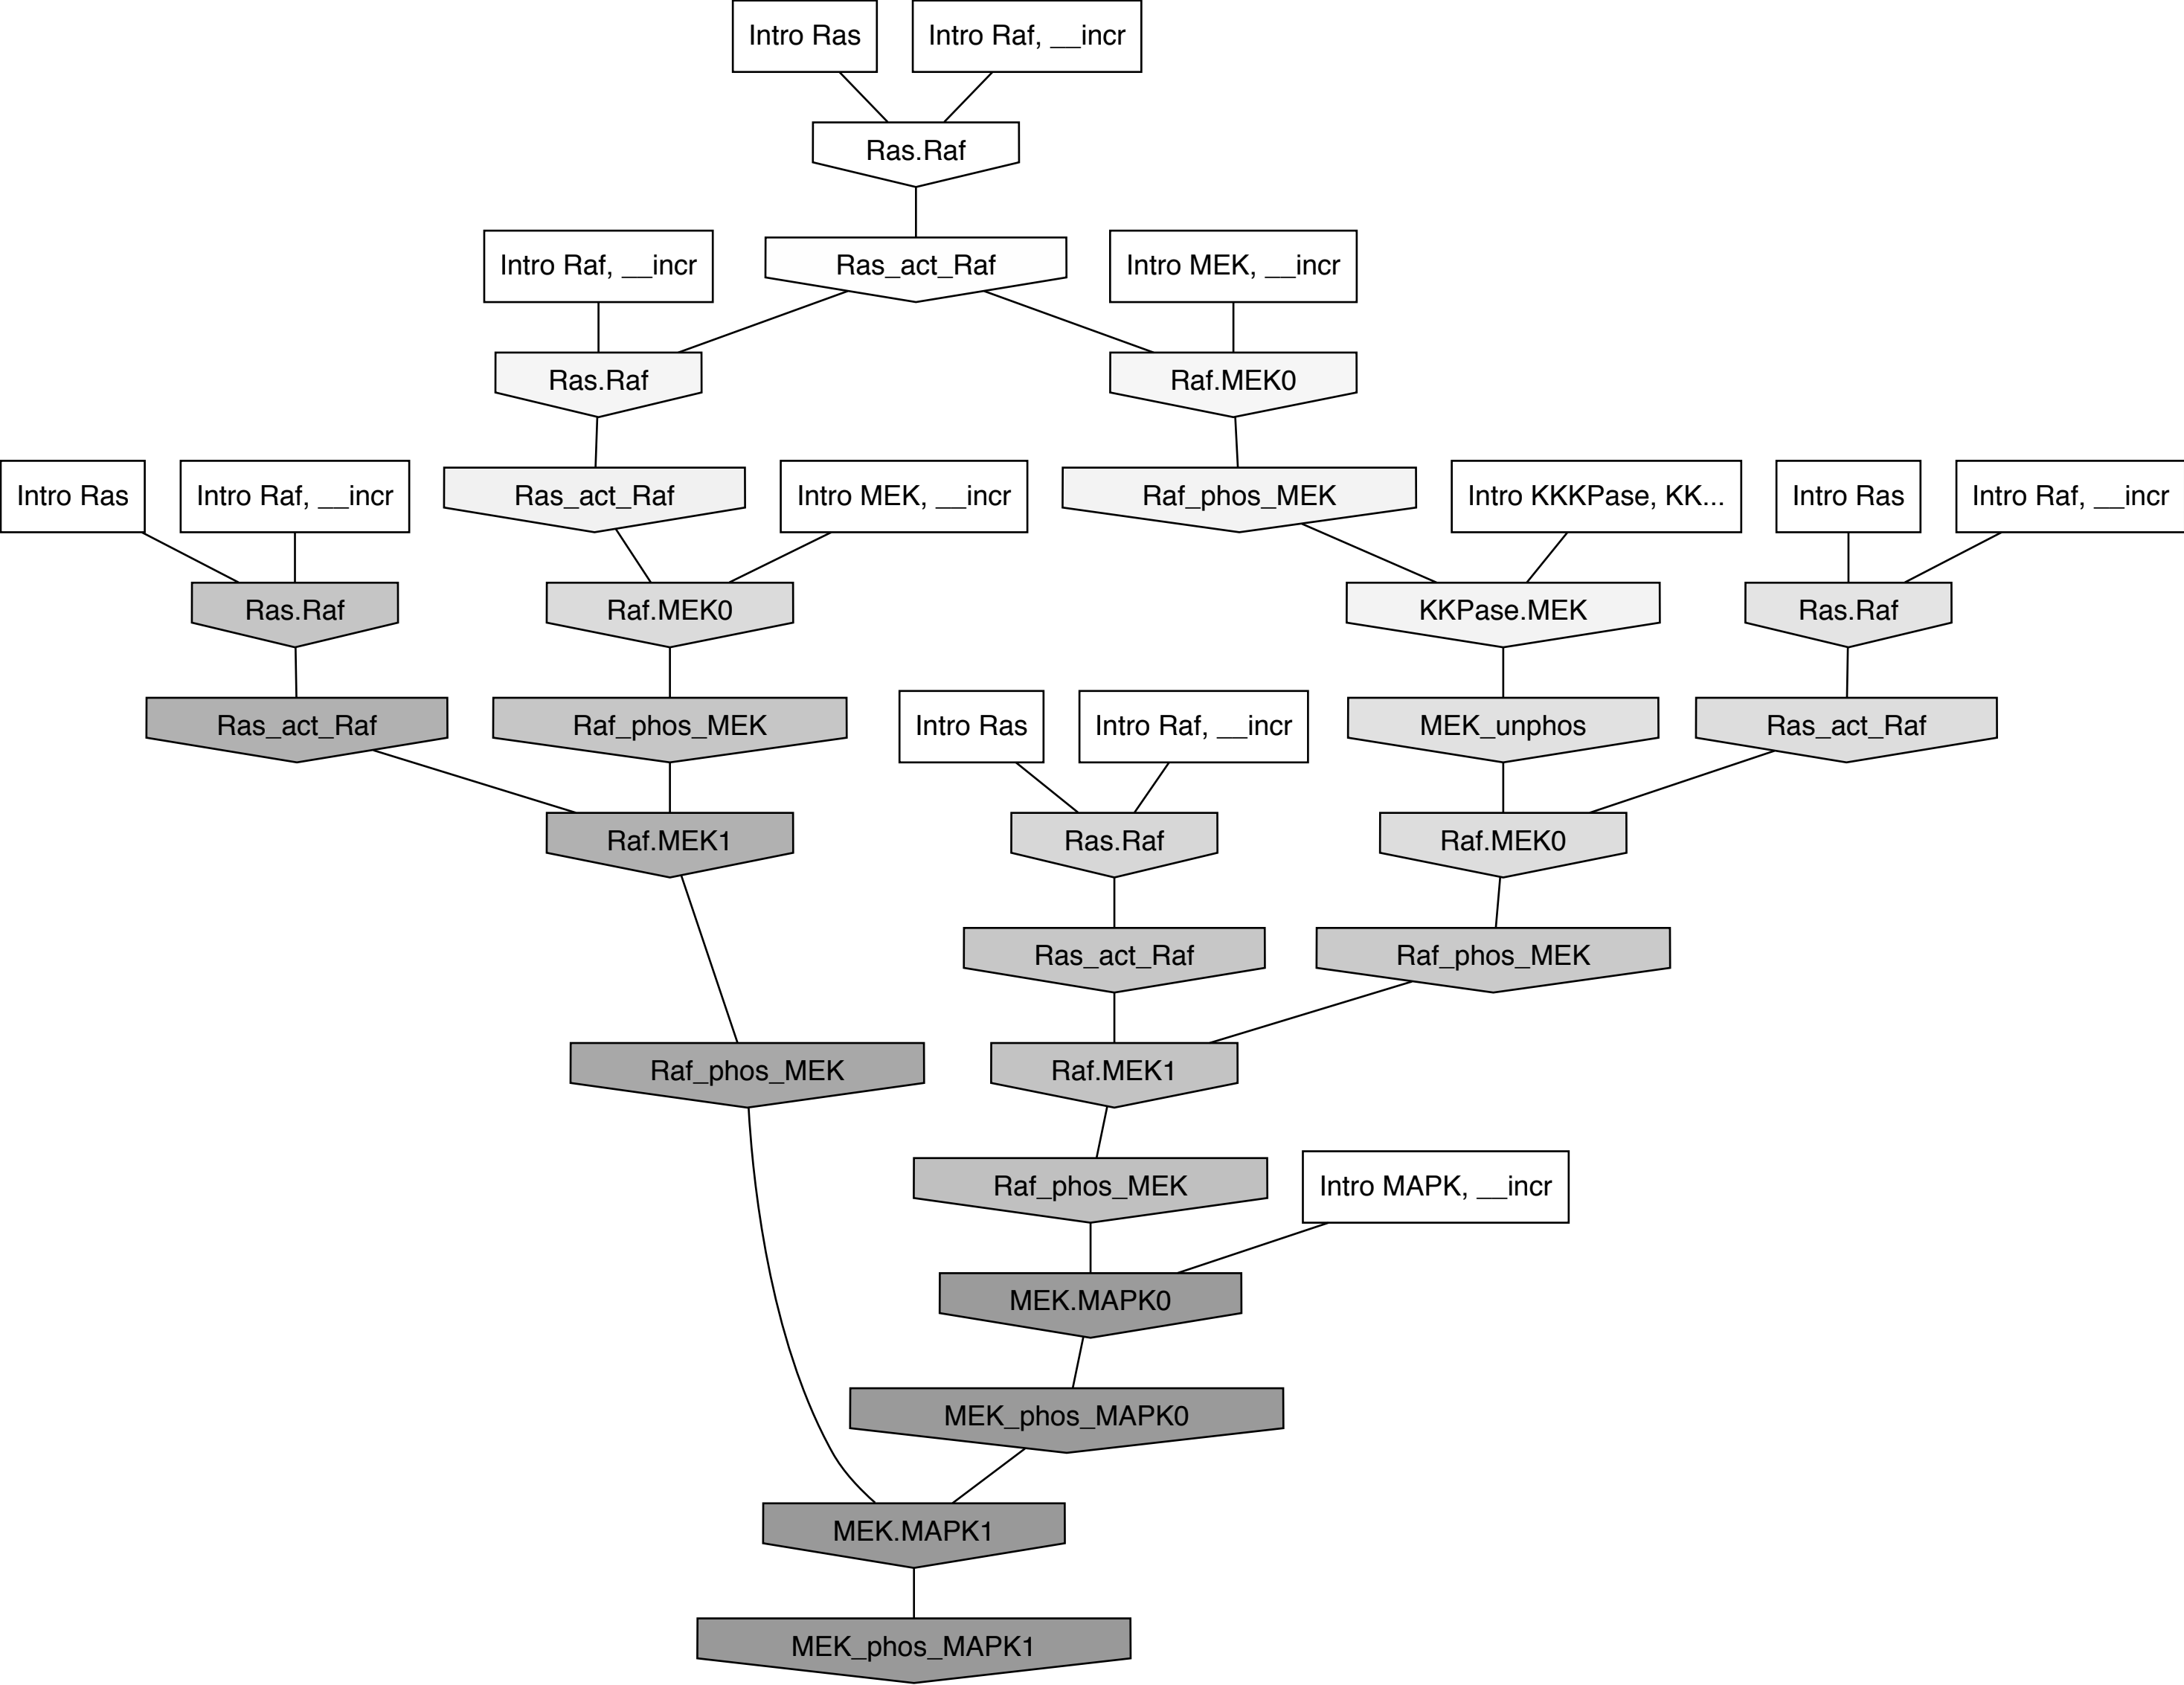 Intro Ras
Intro Raf, __incr
Ras.Raf
Intro Raf, __incr
Ras_act_Raf
Intro MEK, __incr
Ras.Raf
Raf.MEK0
Intro Ras
Intro Raf, __incr
Ras_act_Raf
Intro MEK, __incr
Raf_phos_MEK
Intro KKKPase, KK...
Intro Ras
Intro Raf, __incr
Ras.Raf
Raf.MEK0
KKPase.MEK
Ras.Raf
Ras_act_Raf
Raf_phos_MEK
Intro Ras
Intro Raf, __incr
MEK_unphos
Ras_act_Raf
Raf.MEK1
Ras.Raf
Raf.MEK0
Ras_act_Raf
Raf_phos_MEK
Raf_phos_MEK
Raf.MEK1
Raf_phos_MEK
Intro MAPK, __incr
MEK.MAPK0
MEK_phos_MAPK0
MEK.MAPK1
MEK_phos_MAPK1